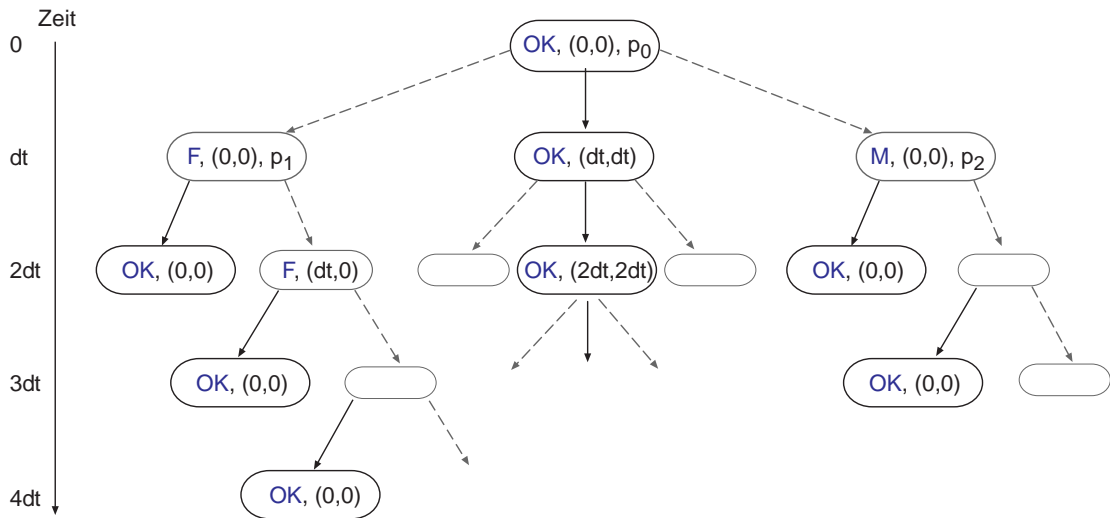 Zeit
0
OK, (0,0), p0
dt
F, (0,0), p1
OK, (dt,dt)
M, (0,0), p2
2dt
OK, (0,0)
F, (dt,0)
OK, (2dt,2dt)
OK, (0,0)
3dt
OK, (0,0)
OK, (0,0)
4dt
OK, (0,0)